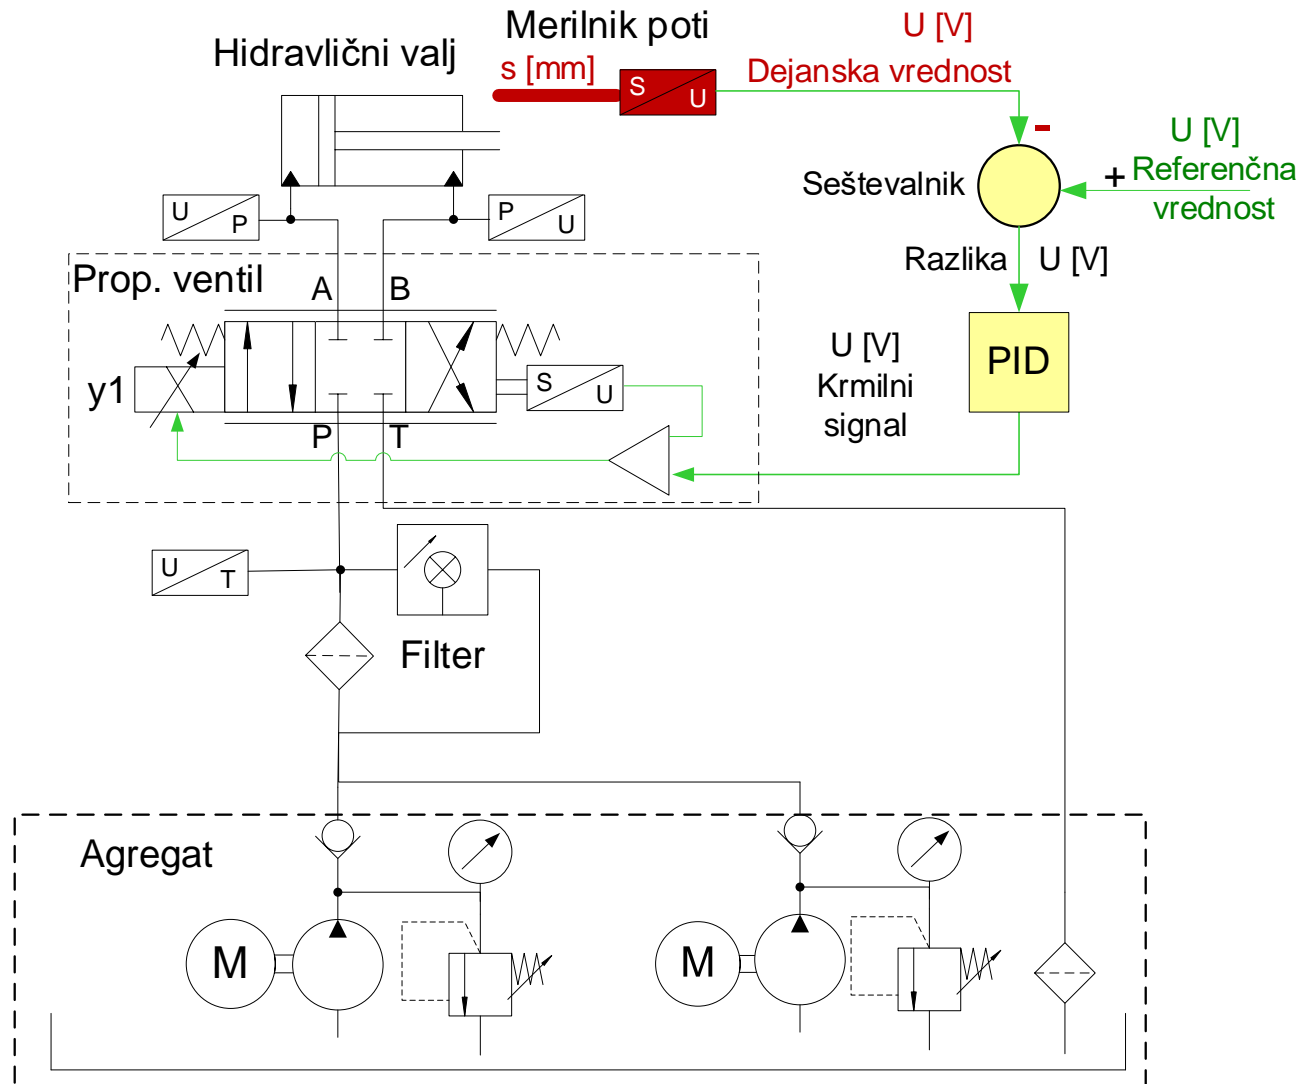 Merilnik poti
U [V]
Hidravlični valj
s [mm]
Dejanska vrednost
S
U
-
U [V]
Seštevalnik
+ Referenčna
vrednost
U
P
P
U
Razlika
U [V]
Prop. ventil
A
B
U [V]
Krmilni
signal
PID
y1
S
U
P
T
U
T
Filter
Agregat
M
M